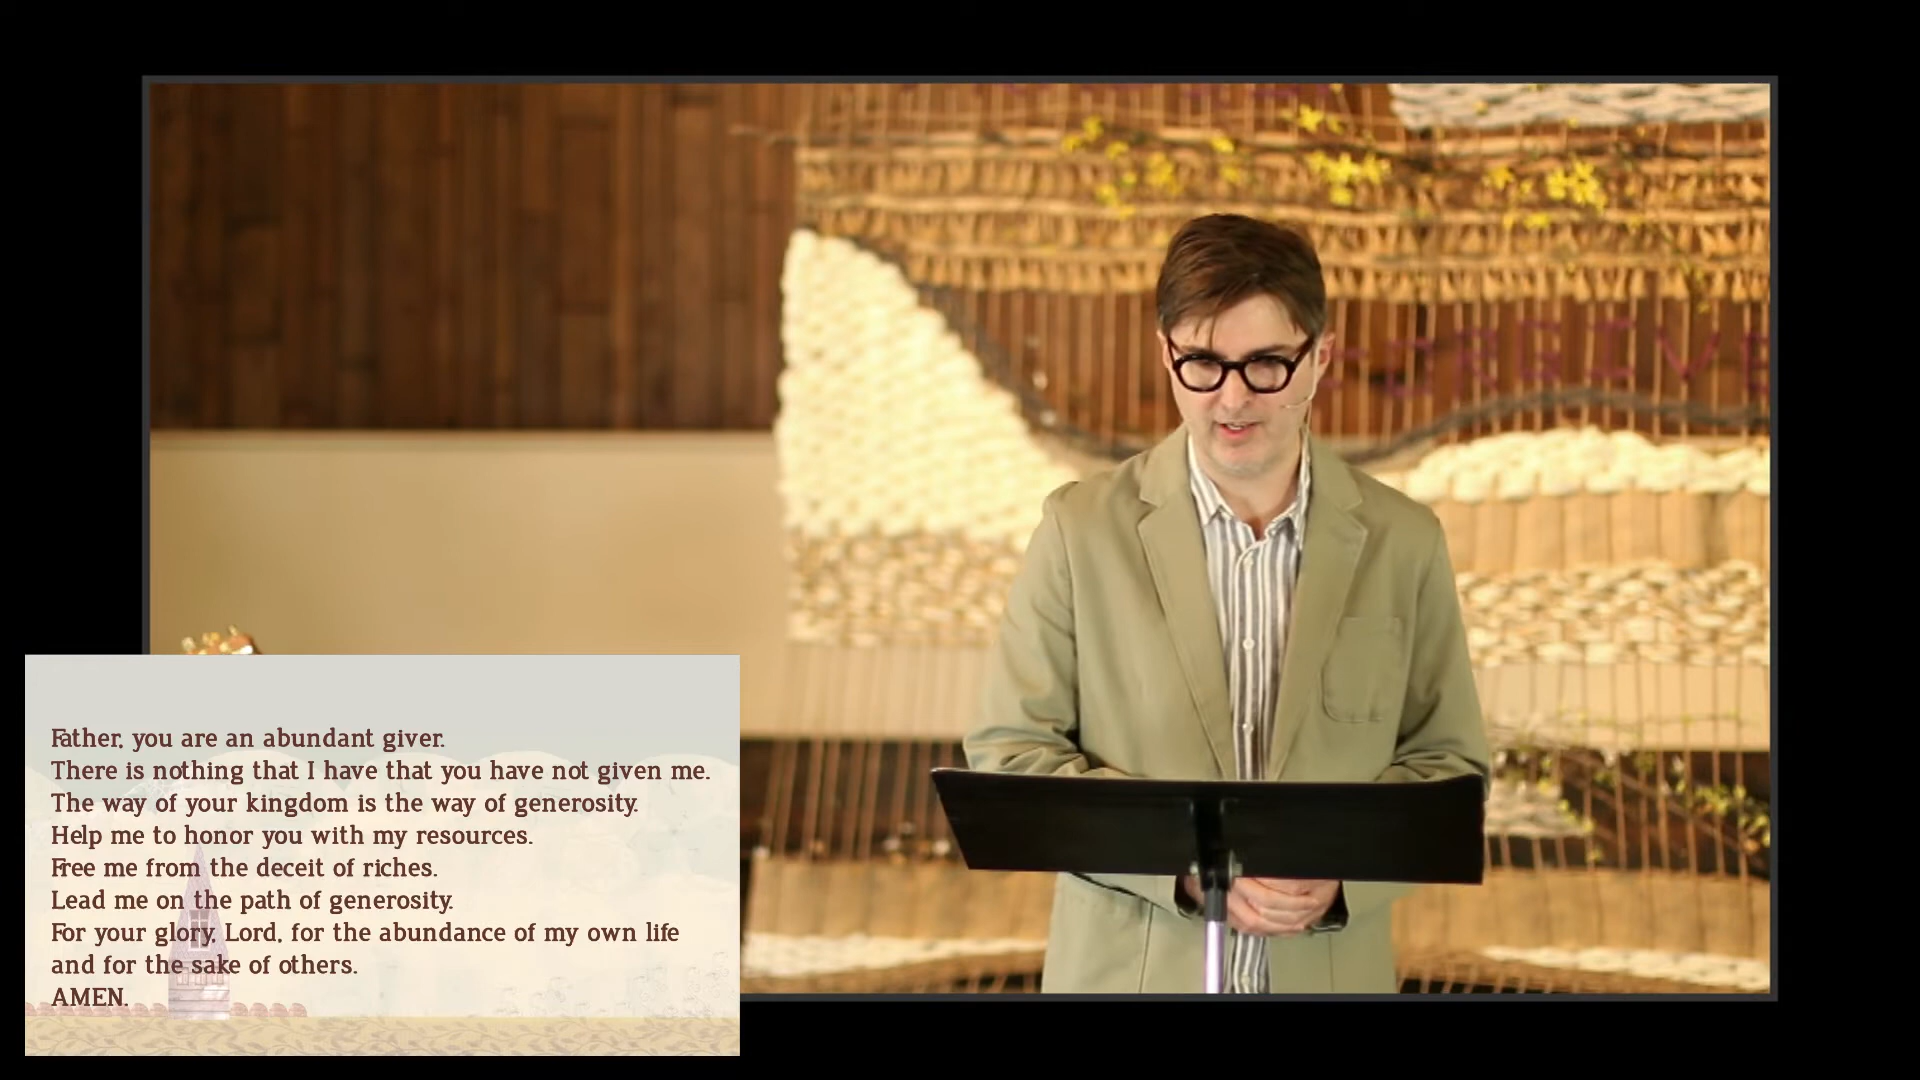 FORGIVE
Father, you are an abundant giver.
There is nothing that I have that you have not given me.
The way of your kingdom is the way of generosity.
Help me to honor you with my resources.
Free me from the deceit of riches.
Lead me on the path of generosity.
For your glory, Lord, for the abundance of my own life
and for the sake of others.
AMEN.